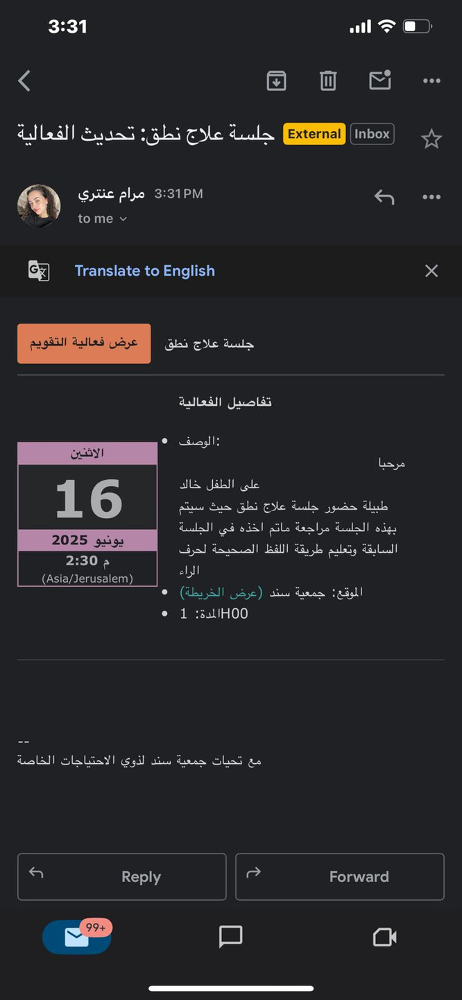 3:31
جلسة علاج نطق: تحديث الفعالية External Inbox
مرام عنتري 3:31 PM
to me
Translate to English
عرض فعالية التقويم
جلسة علاج نطق
تفاصيل الفعالية
الاثنين
16
يونيو 2025
2:30 م
(Asia/Jerusalem)
الوصف:
مرحبا
على الطفل خالد
طبيلة حضور جلسة علاج نطق حيث سيتم
بهذه الجلسة مراجعة ماتم اخذه في الجلسة
السابقة وتعليم طريقة اللفظ الصحيحة لحرف
الراء
الموقع: جمعية سند (عرض الخريطة)
المدة: 1H00
--
مع تحيات جمعية سند لذوي الاحتياجات الخاصة
Reply
Forward
99+